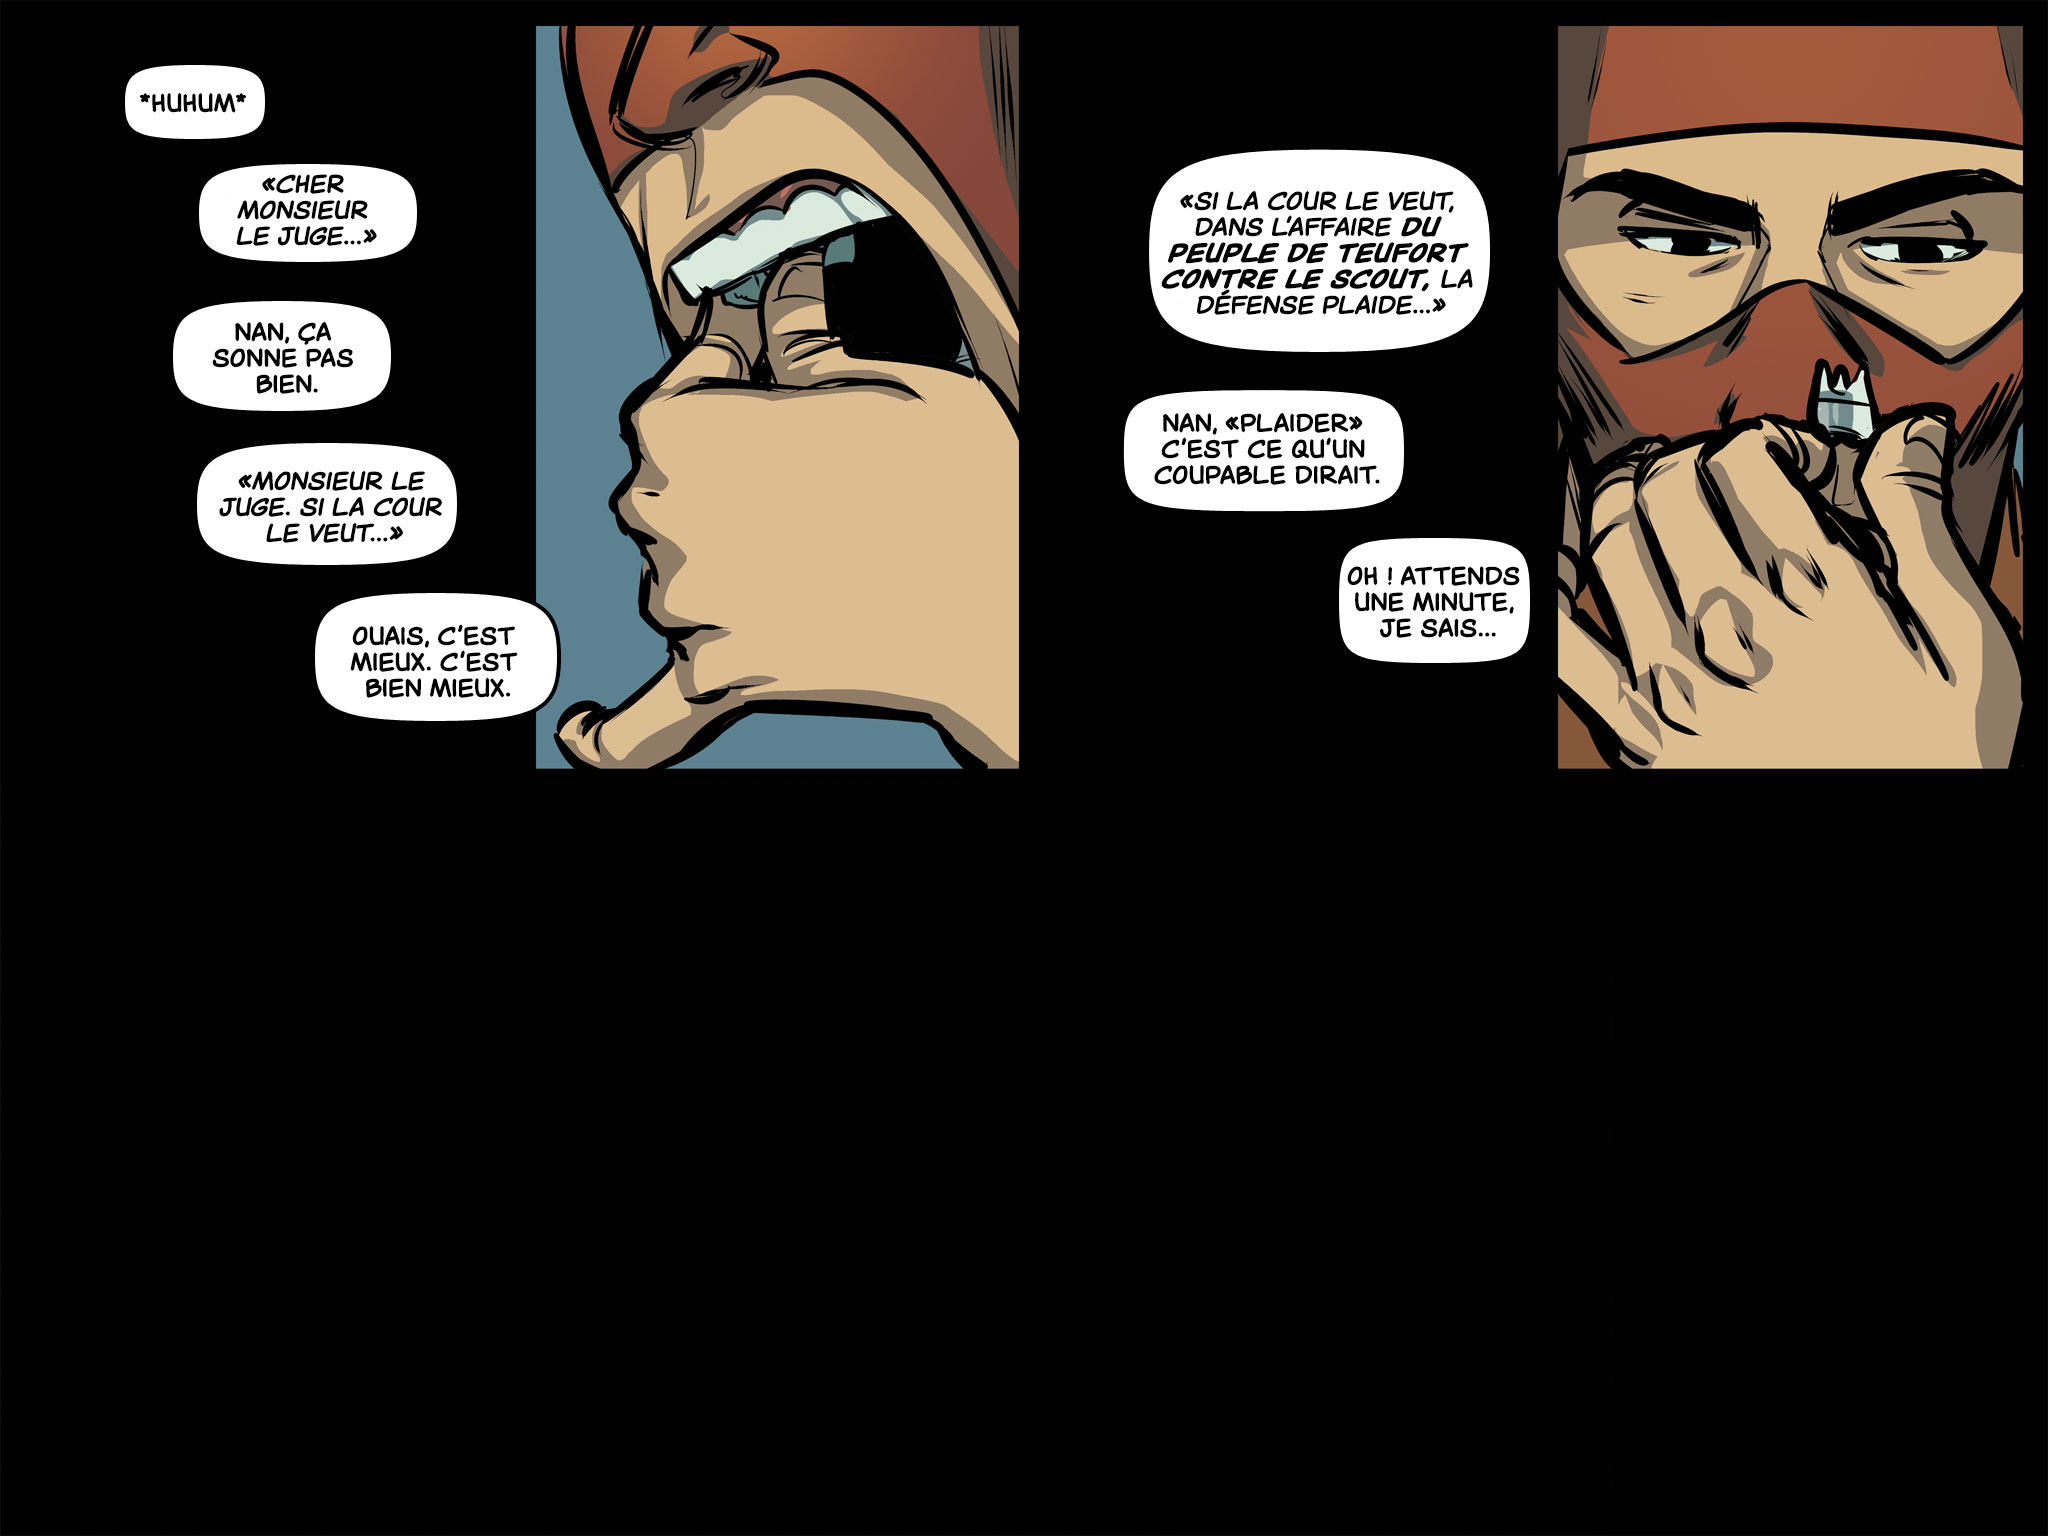 *HUHUM*
«CHER
MONSIEUR
LE JUGE...»
NAN, ÇA
SONNE PAS
BIEN.
«MONSIEUR LE
JUGE. SI LA COUR
LE VEUT...»
OUAIS, C'EST
MIEUX. C'EST
BIEN MIEUX.
«SI LA COUR LE VEUT,
DANS L'AFFAIRE DU
PEUPLE DE TEUFORT
CONTRE LE SCOUT, LA
DÉFENSE PLAIDE...»
NAN, «PLAIDER»
C'EST CE QU'UN
COUPABLE DIRAIT.
OH ! ATTENDS
UNE MINUTE,
JE SAIS...